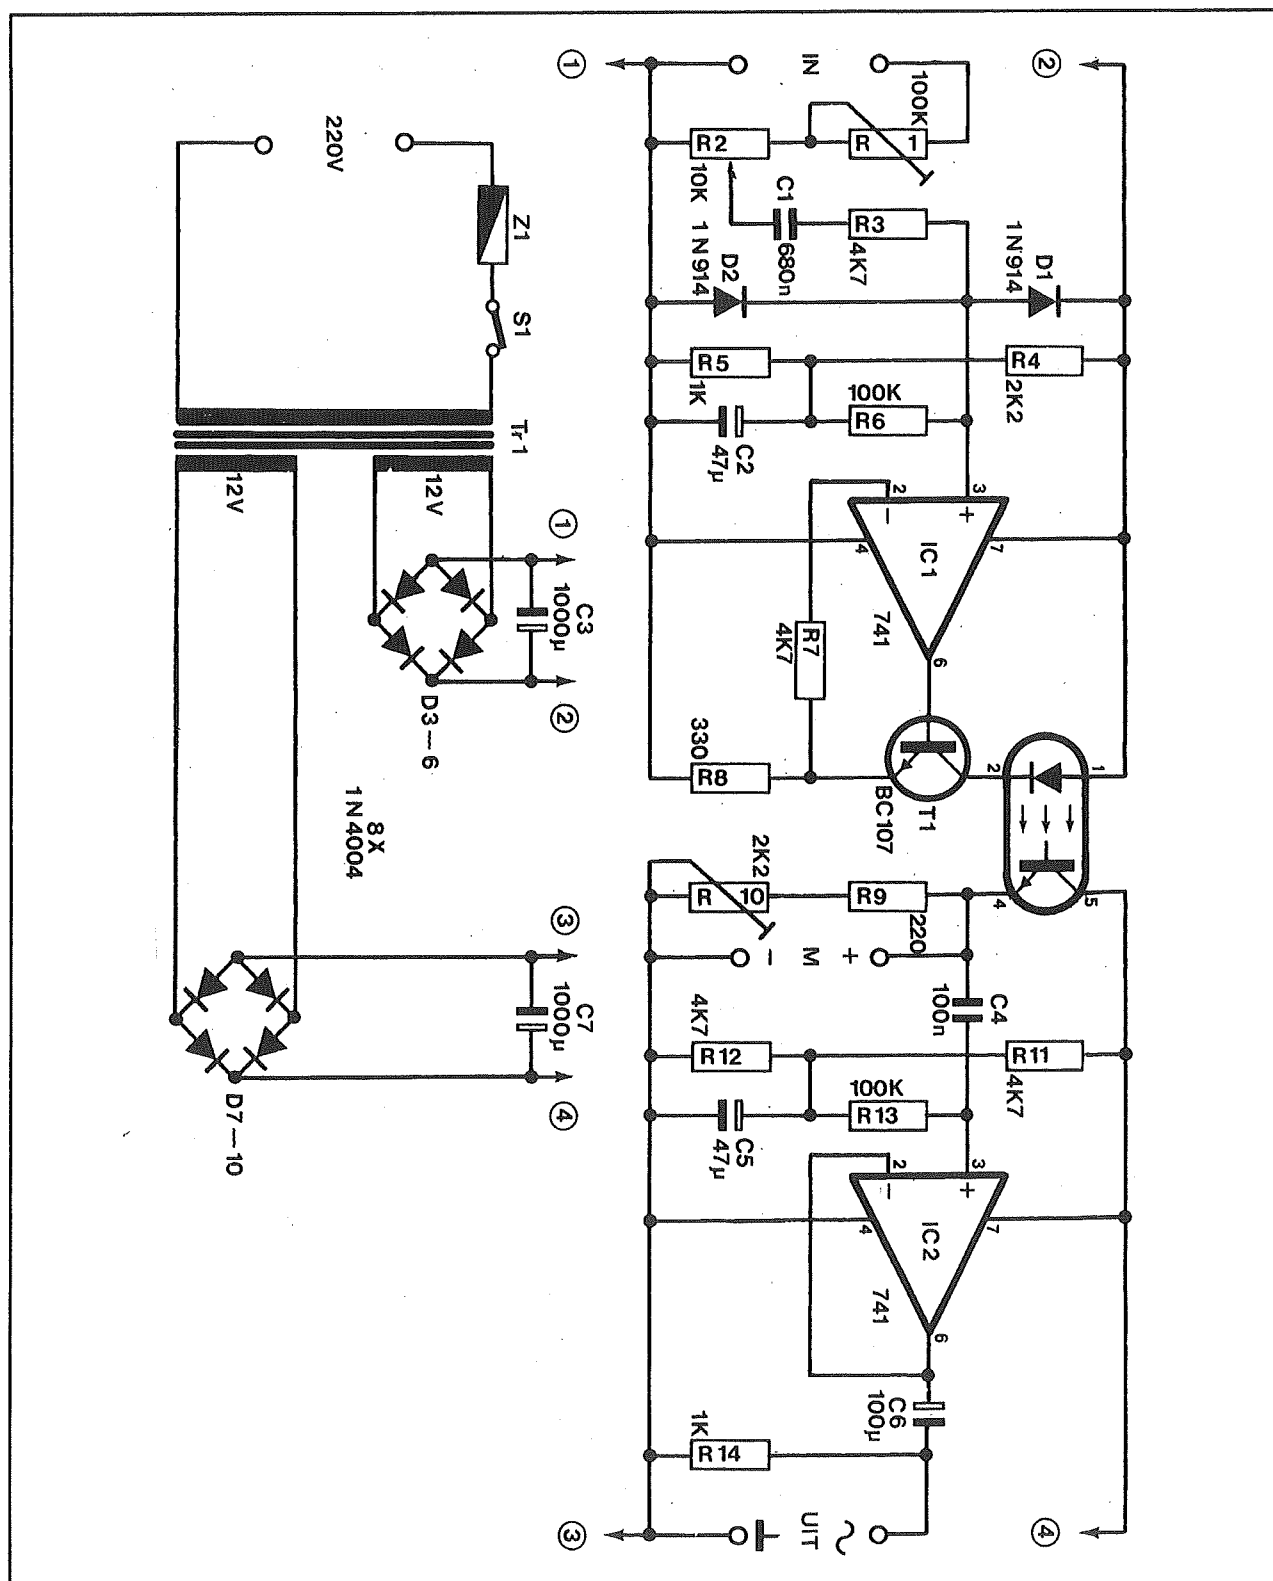 ①
IN
②
100K
R 1
R2
10K
C1
680n
R3
4K7
D2
1N914
D1
1N914
R5
1K
R4
2K2
C2
47µ
100K
R6
2
3
−
+
4
7
IC1
741
6
R7
4K7
330
R8
BC107
T1
2
1
4
5
2K2
R 10
R9
220
−
M
+
C4
100n
4K7
R12
R11
4K7
C5
47µ
100K
R13
2
3
−
+
4
7
IC2
741
6
C6
100µ
1K
R14
③
UIT
~
④
220V
Z1
S1
Tr1
12V
12V
①
C3
1000µ
②
D3—6
8X
1N4004
③
C7
1000µ
④
D7—10